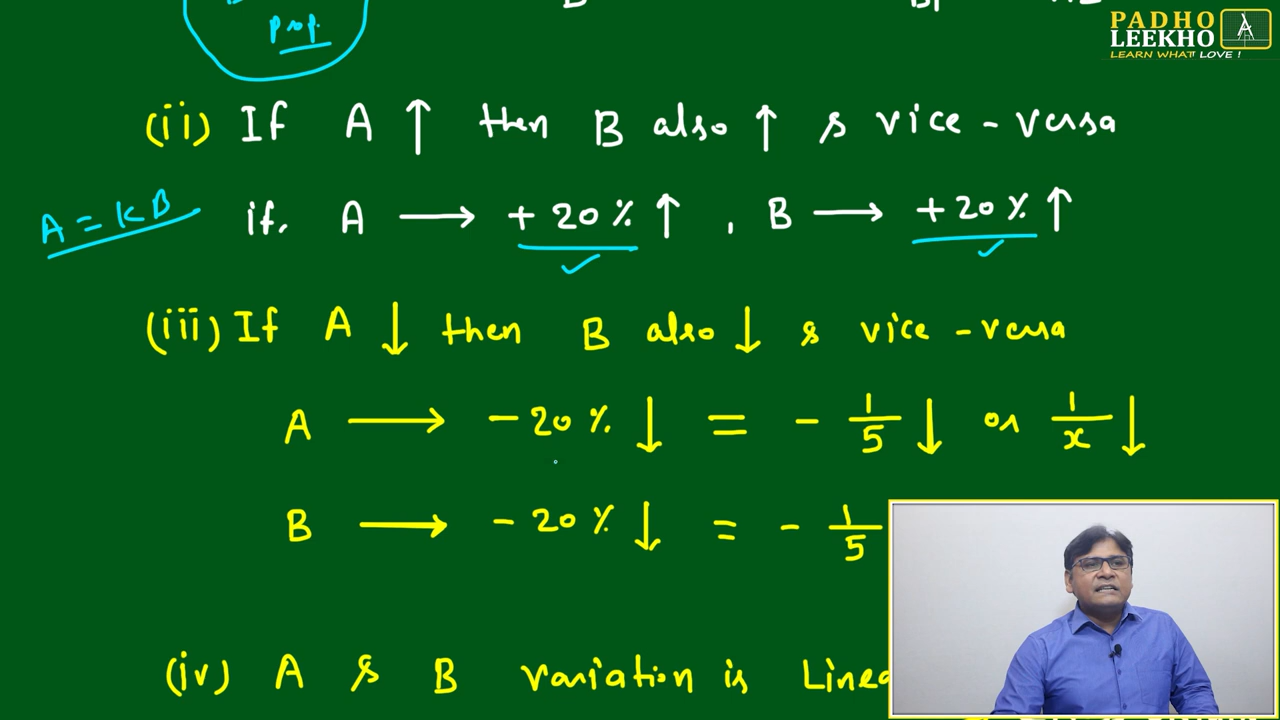 prop.
PADHO
LEEKHO
LEARN WHAT LOVE !
(ii) If A ↑ then B also ↑ & vice - versa
A = KB
if. A → + 20 % ↑ , B → + 20 % ↑
(iii) If A ↓ then B also ↓ & vice - versa
A → - 20 % ↓ = - 1/5 ↓ or 1/x ↓
B → - 20 % ↓ = - 1/5
(iv) A & B variation is